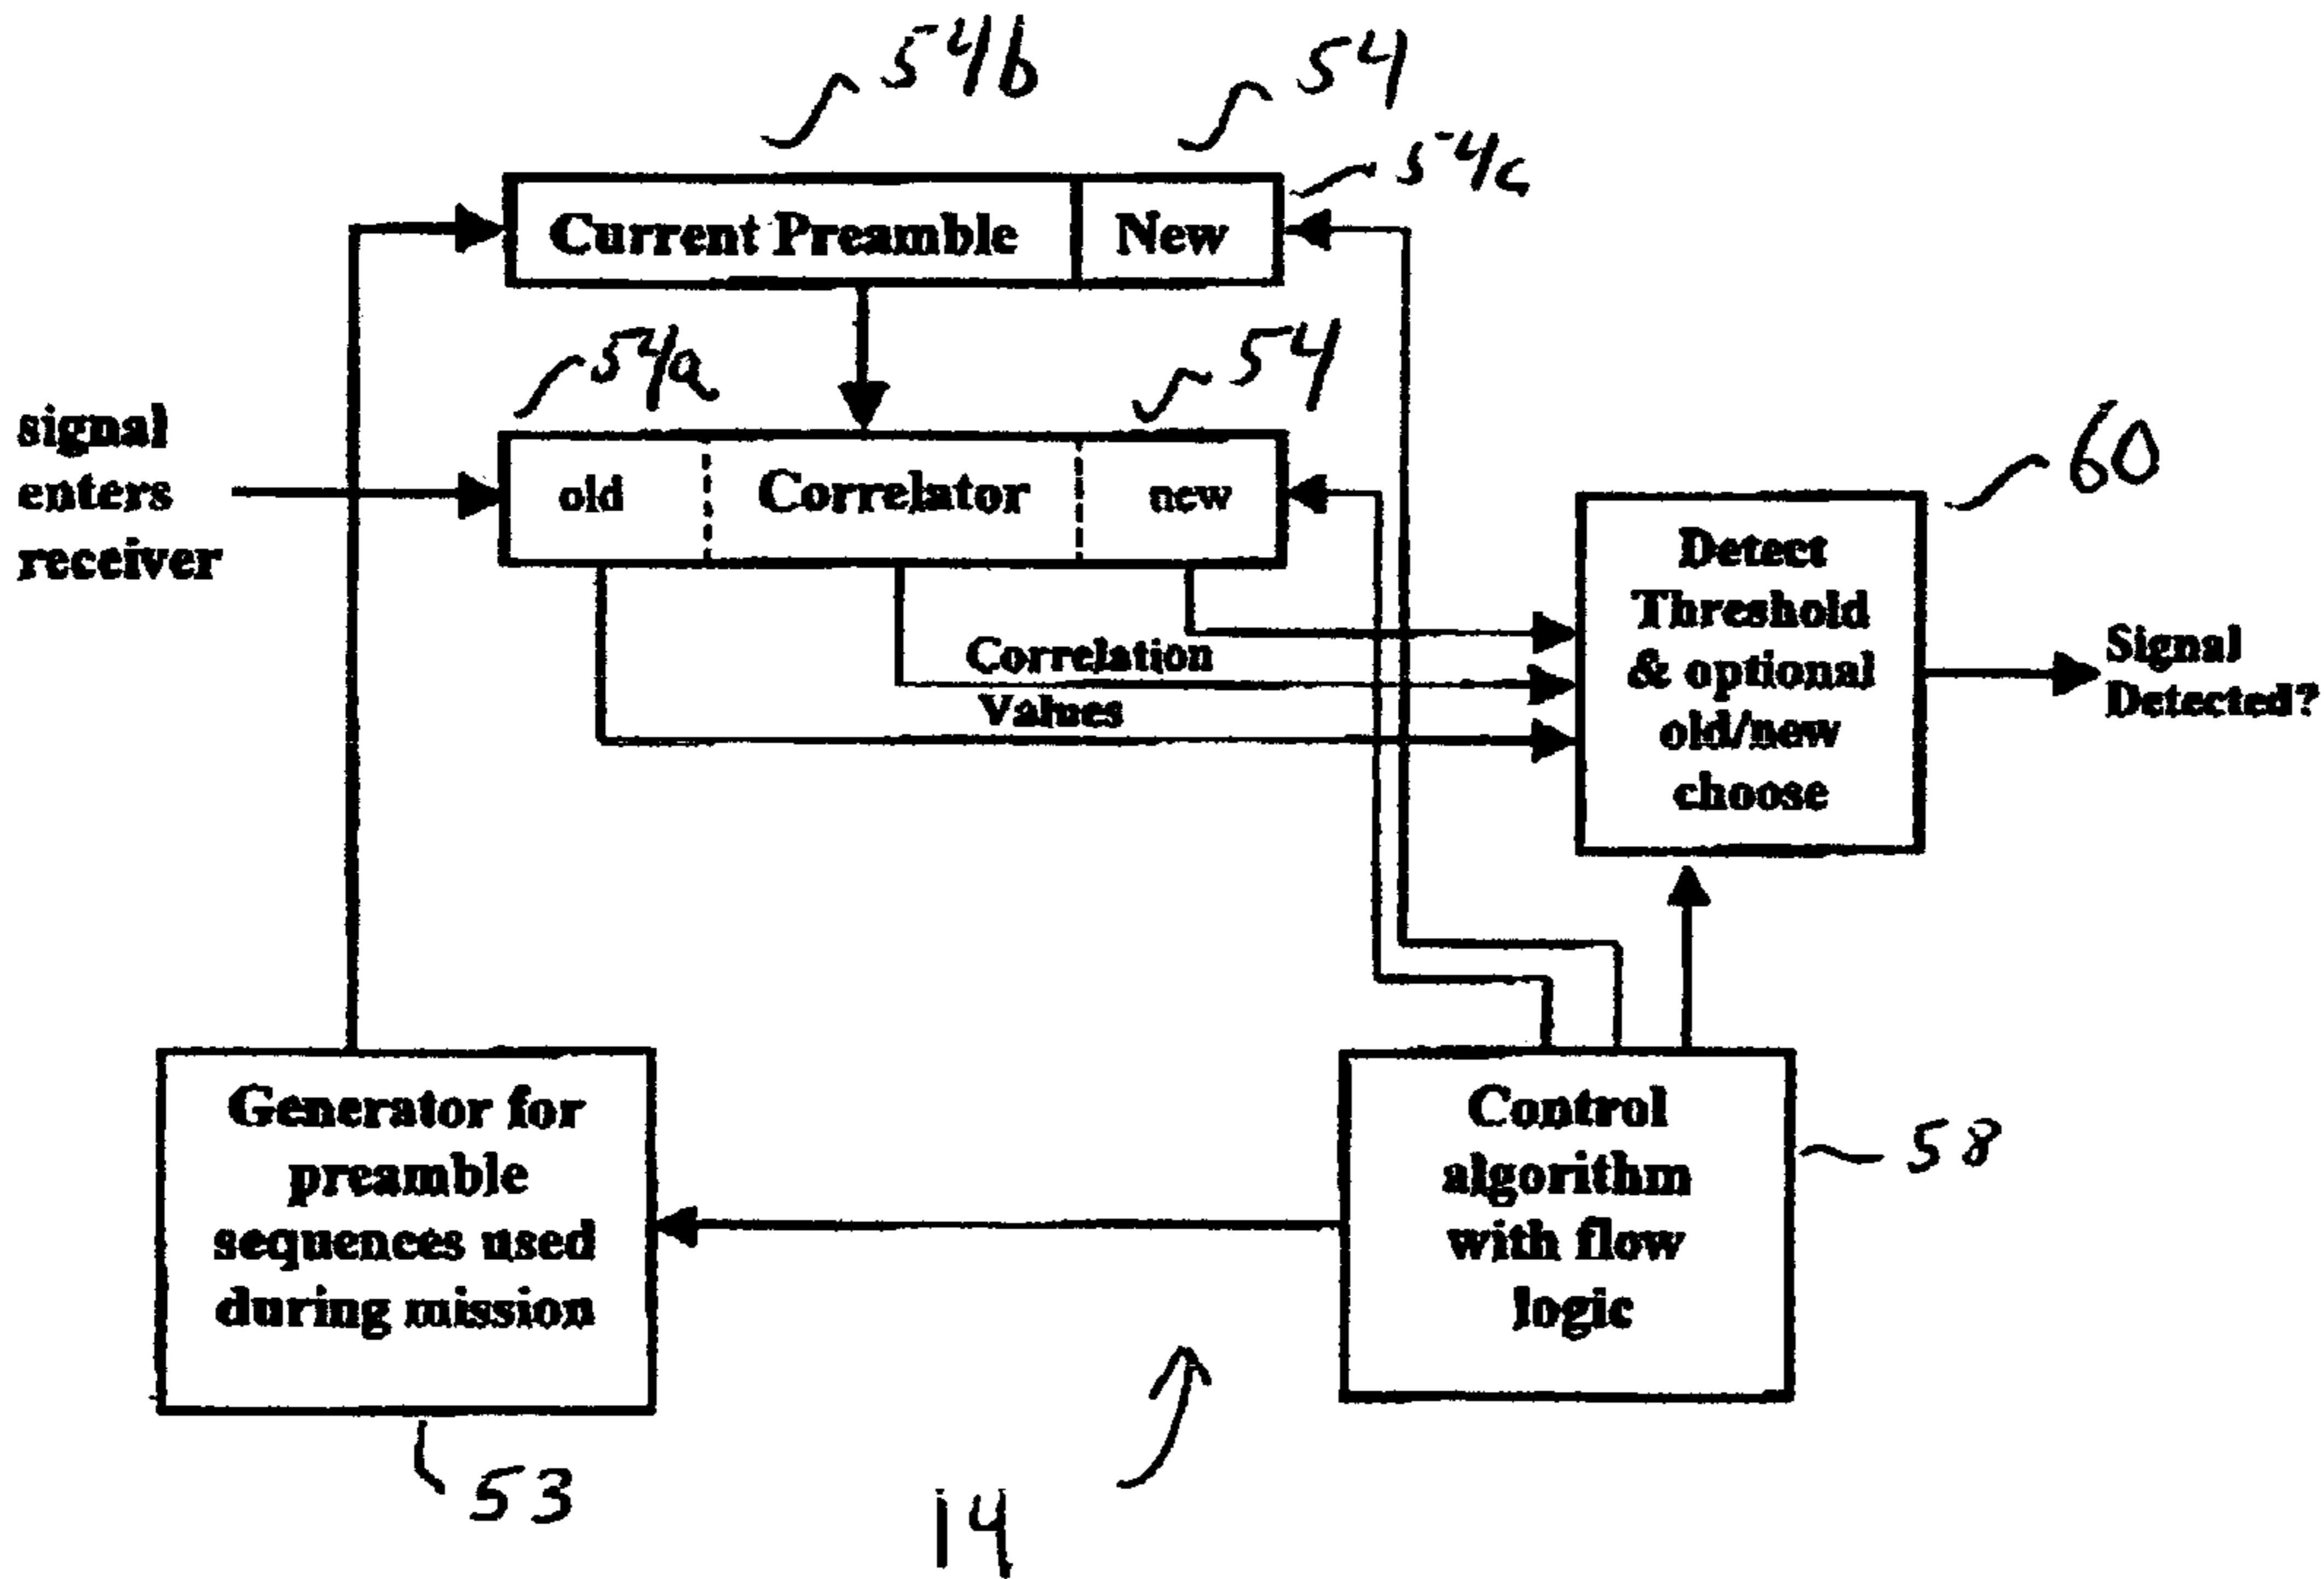 54b
54
54c
Current Preamble
New
54a
54
signal
enters
receiver
old
Correlator
new
60
Detect
Threshold
& optional
old/new
choose
Correlation
Values
Signal
Detected?
Generator for
preamble
sequences used
during mission
Control
algorithm
with flow
logic
58
53
14